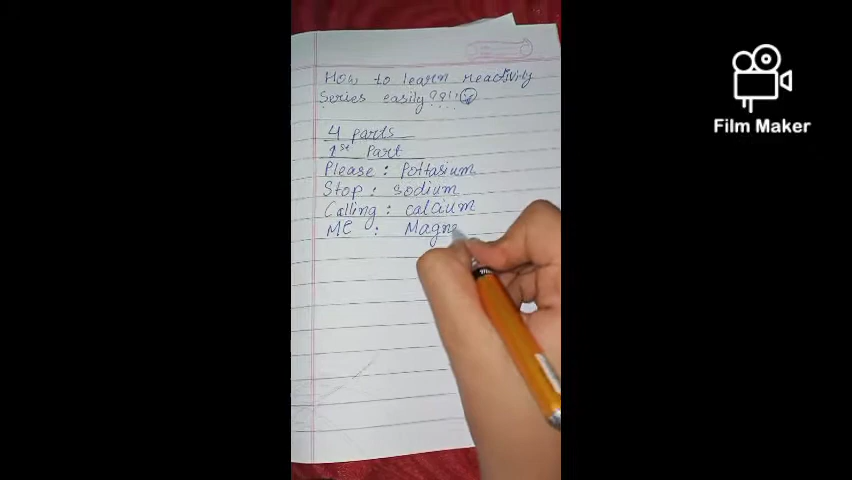 How to learn reactivity
Series easily??!!
4 parts
1st Part
Please : Pottasium
Stop : sodium
Calling : calcium
ME : Magne
Film Maker